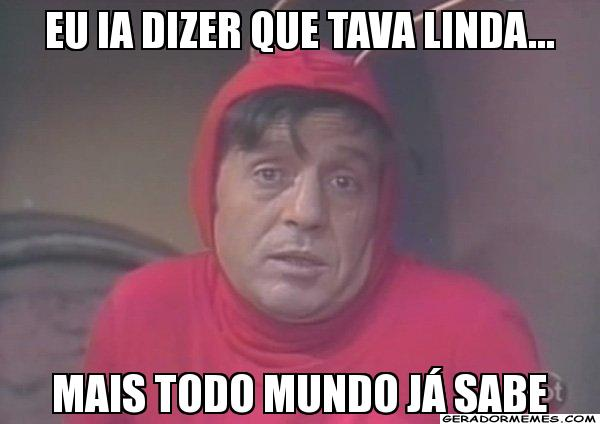 EU IA DIZER QUE TAVA LINDA...
MAIS TODO MUNDO JÁ SABE
GERADORMEMES.COM